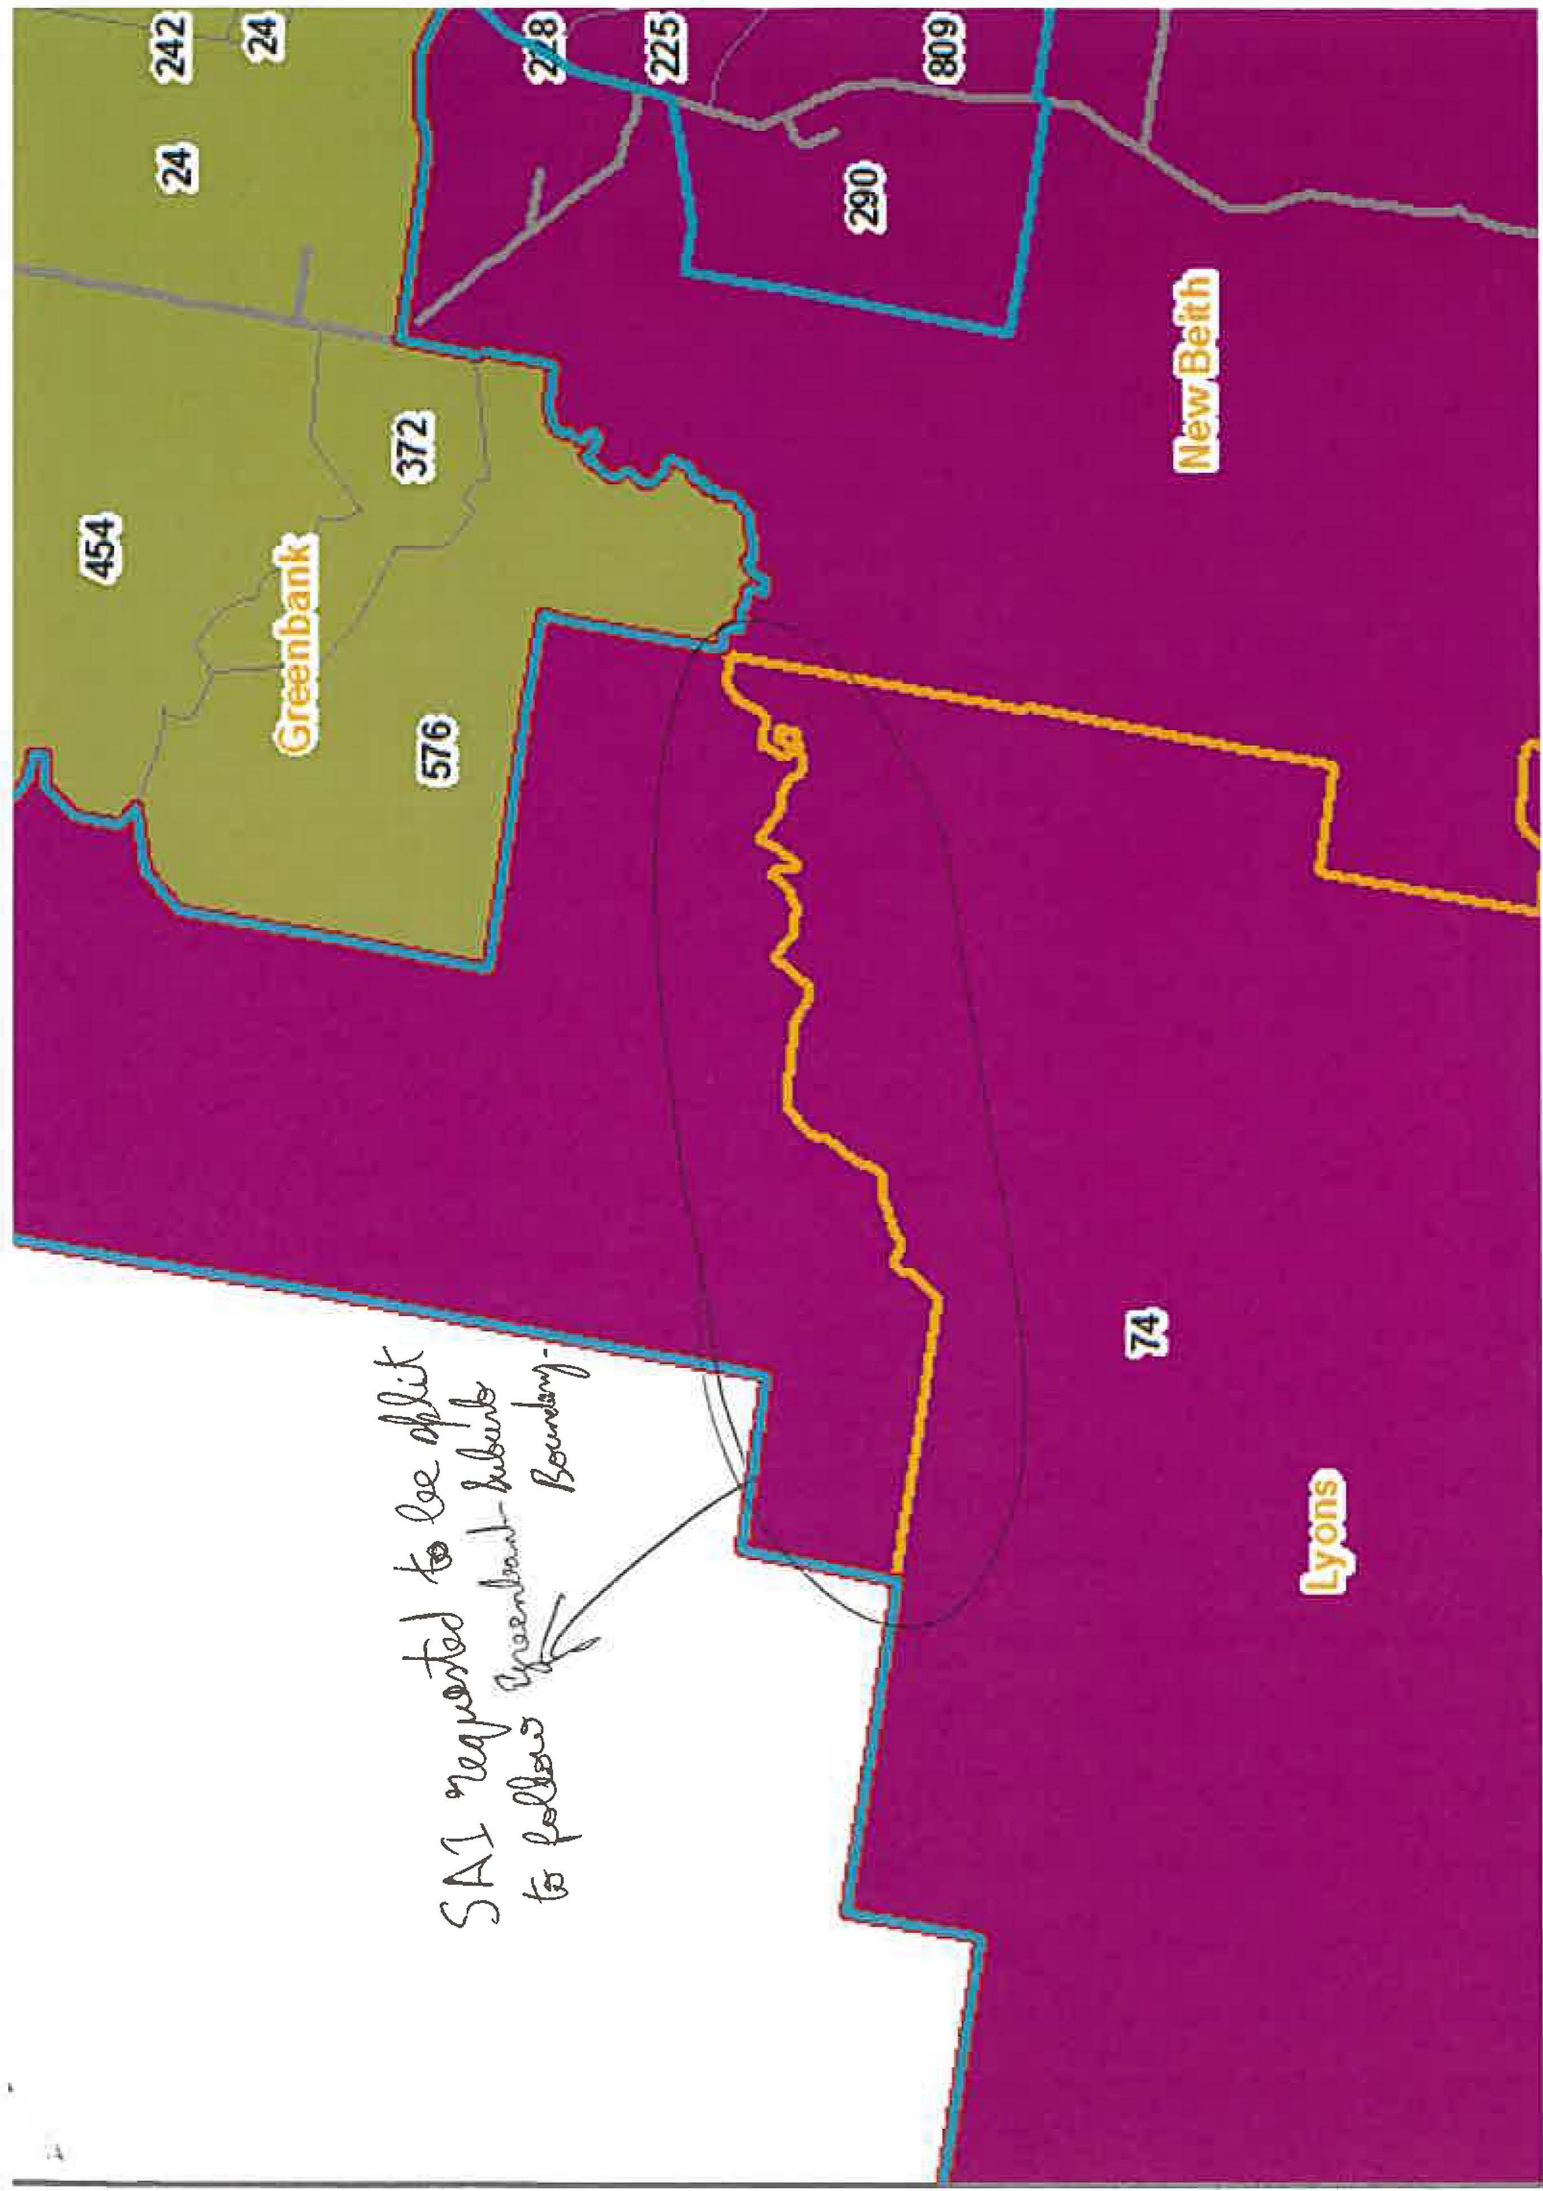 454
24
242
24
Greenbank
372
576
SA1 requested to be split
to follow Greenbank Suburb
Boundary-
228
225
290
809
74
New Beith
Lyons